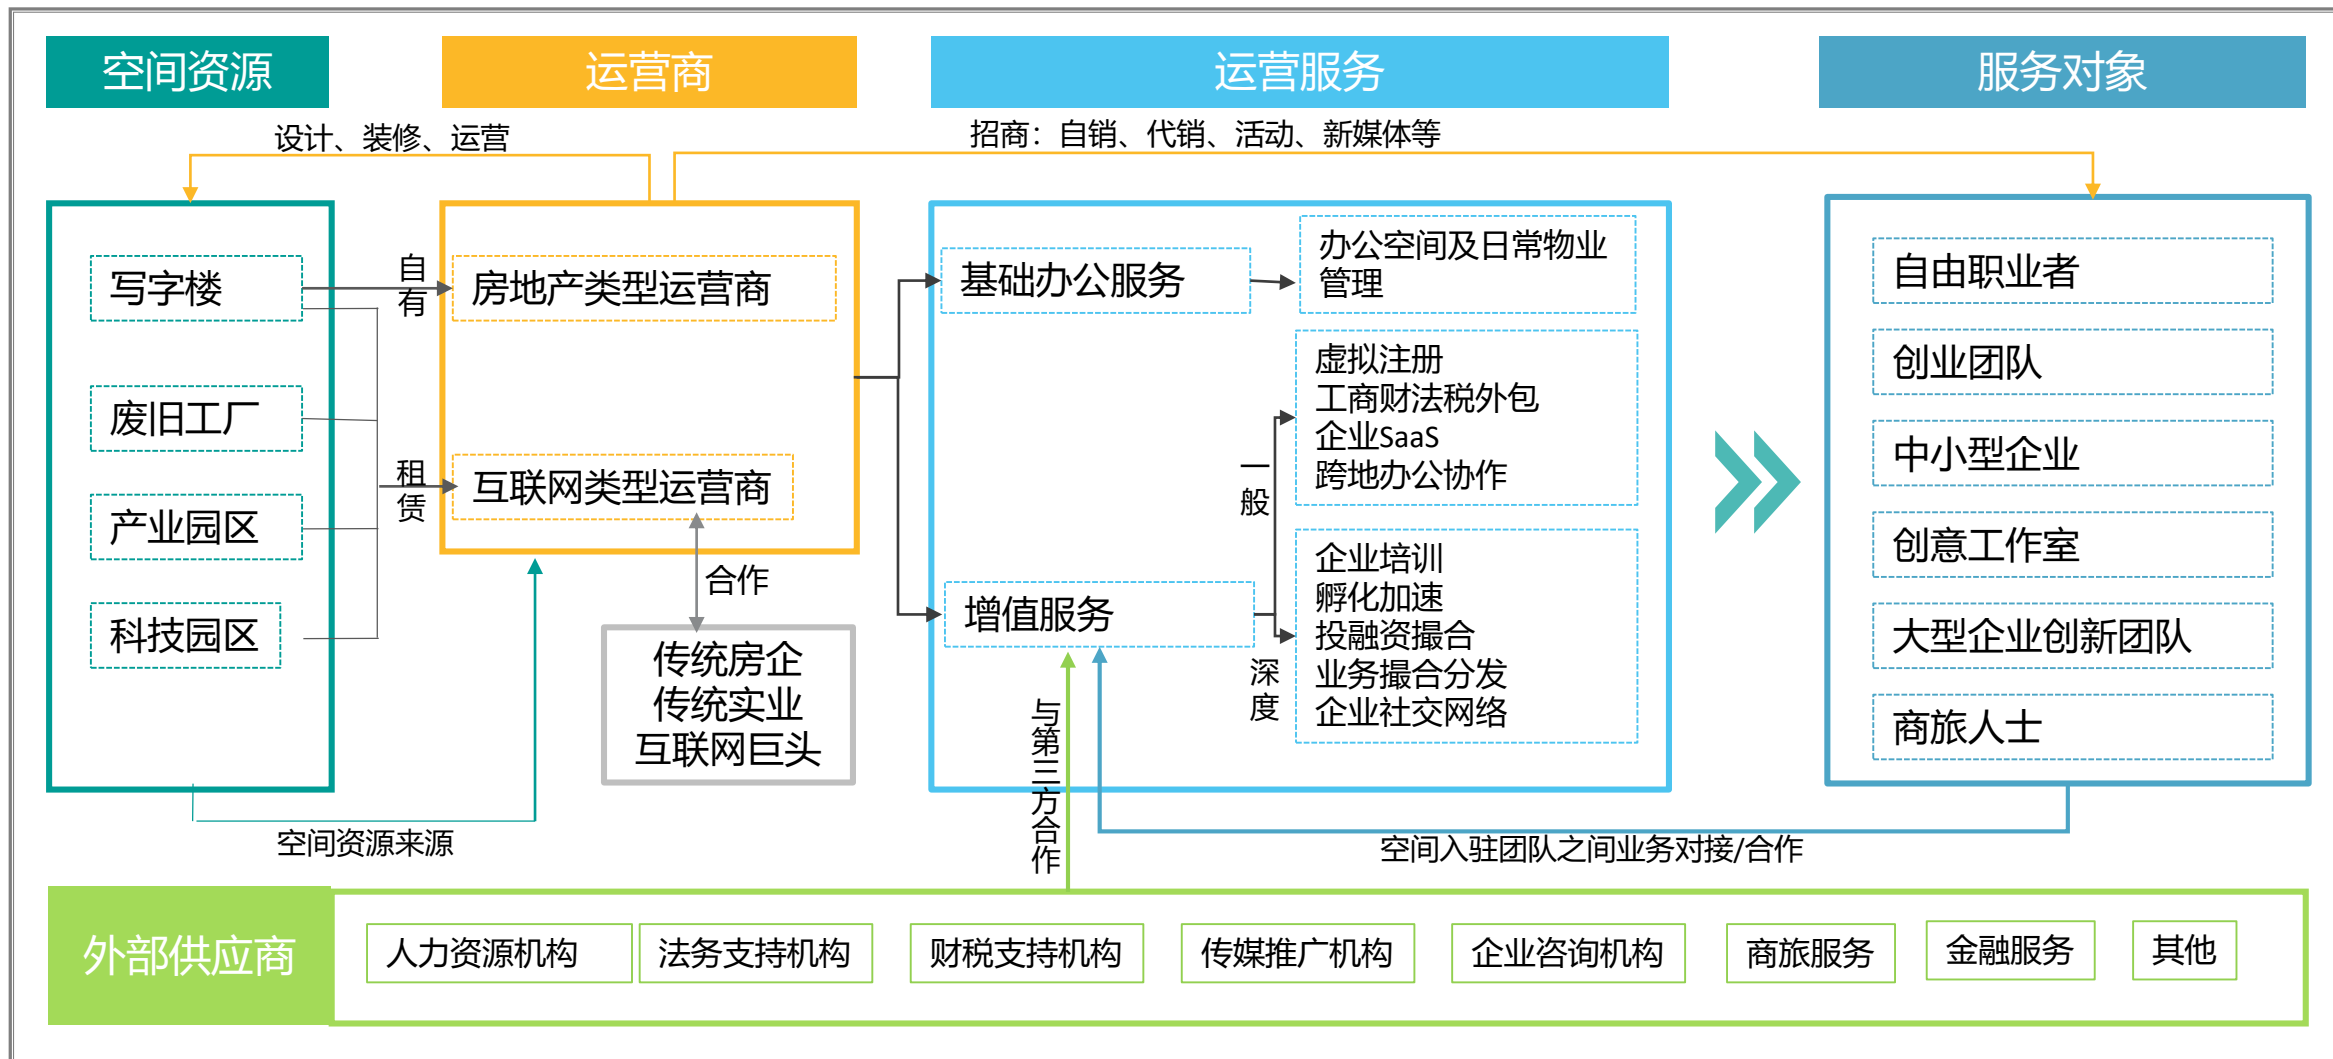 空间资源
运营商
运营服务
服务对象
设计、装修、运营
招商：自销、代销、活动、新媒体等
写字楼
废旧工厂
产业园区
科技园区
自有
租赁
房地产类型运营商
互联网类型运营商
合作
传统房企
传统实业
互联网巨头
空间资源来源
基础办公服务
办公空间及日常物业
管理
增值服务
一般
虚拟注册
工商财法税外包
企业SaaS
跨地办公协作
深度
企业培训
孵化加速
投融资撮合
业务撮合分发
企业社交网络
与第三方合作
自由职业者
创业团队
中小型企业
创意工作室
大型企业创新团队
商旅人士
空间入驻团队之间业务对接/合作
外部供应商
人力资源机构
法务支持机构
财税支持机构
传媒推广机构
企业咨询机构
商旅服务
金融服务
其他